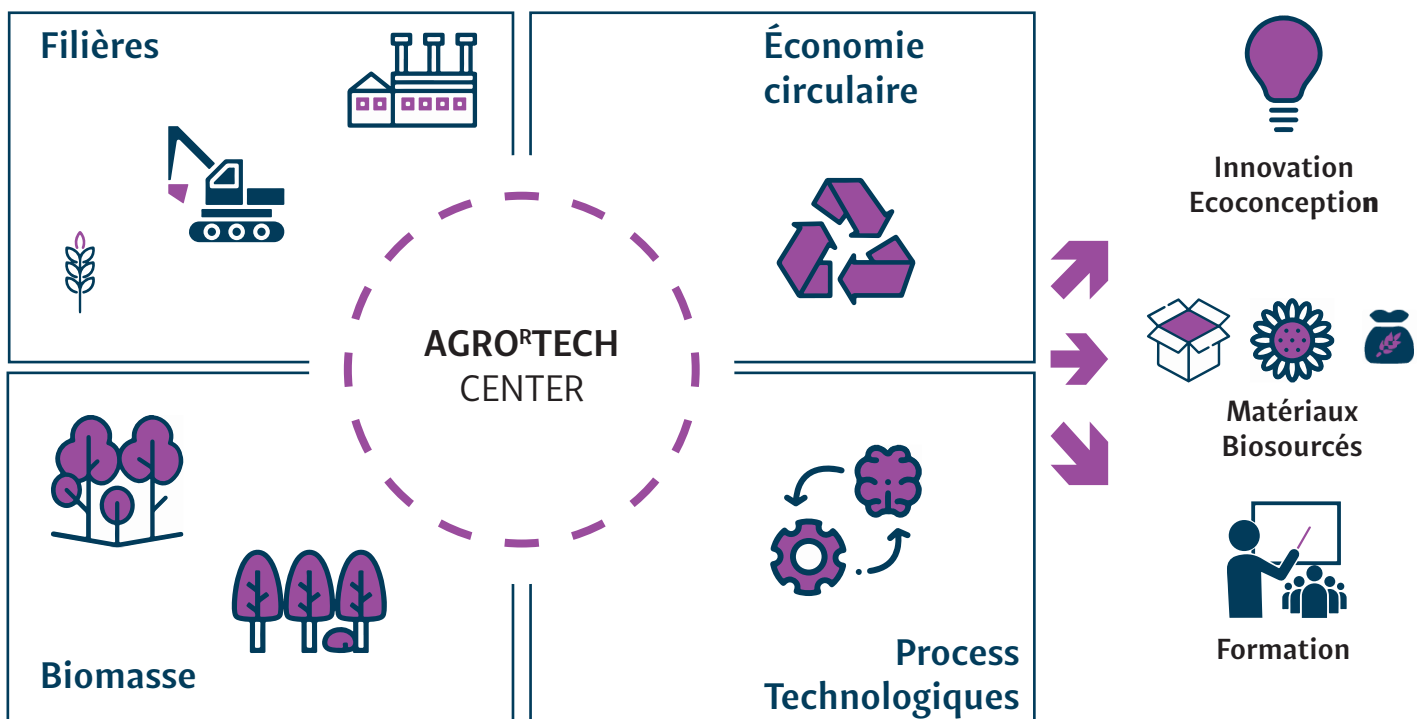 Filières
Économie
circulaire
Innovation
Ecoconception
AGROᴿTECH
CENTER
Matériaux
Biosourcés
Biomasse
Process
Technologiques
Formation